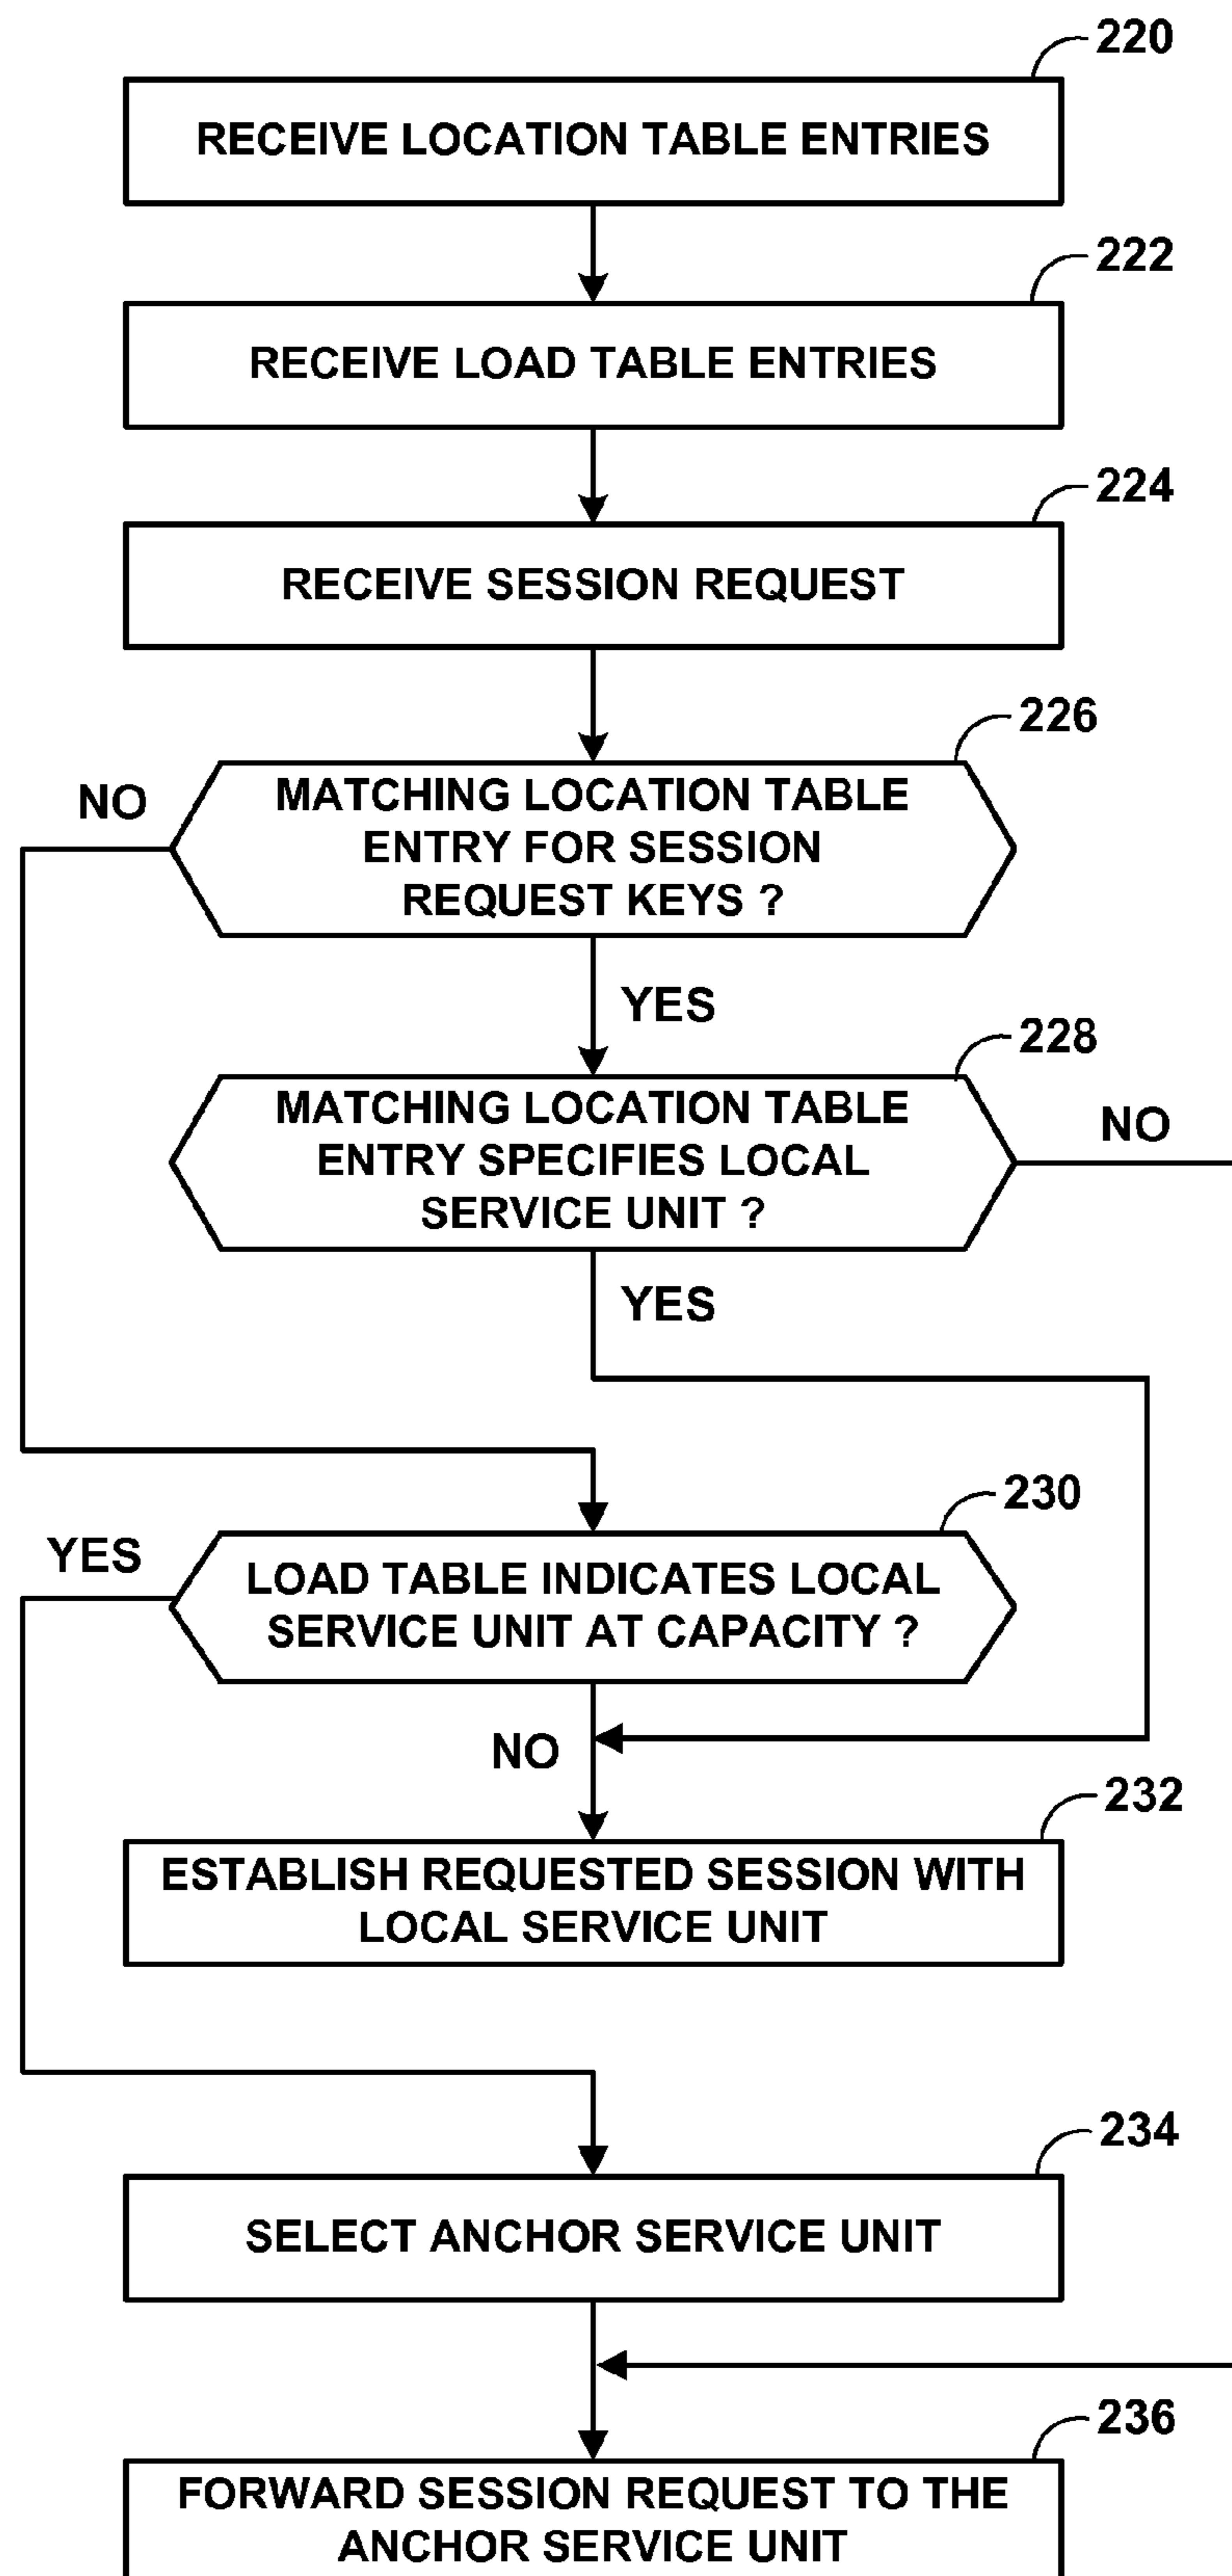 220
RECEIVE LOCATION TABLE ENTRIES
222
RECEIVE LOAD TABLE ENTRIES
224
RECEIVE SESSION REQUEST
226
NO
MATCHING LOCATION TABLE
ENTRY FOR SESSION
REQUEST KEYS ?
YES
228
MATCHING LOCATION TABLE
ENTRY SPECIFIES LOCAL
SERVICE UNIT ?
NO
YES
230
YES
LOAD TABLE INDICATES LOCAL
SERVICE UNIT AT CAPACITY ?
NO
232
ESTABLISH REQUESTED SESSION WITH
LOCAL SERVICE UNIT
234
SELECT ANCHOR SERVICE UNIT
236
FORWARD SESSION REQUEST TO THE
ANCHOR SERVICE UNIT